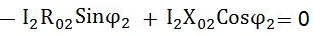 − I₂R₀₂Sinφ₂ + I₂X₀₂Cosφ₂ = 0